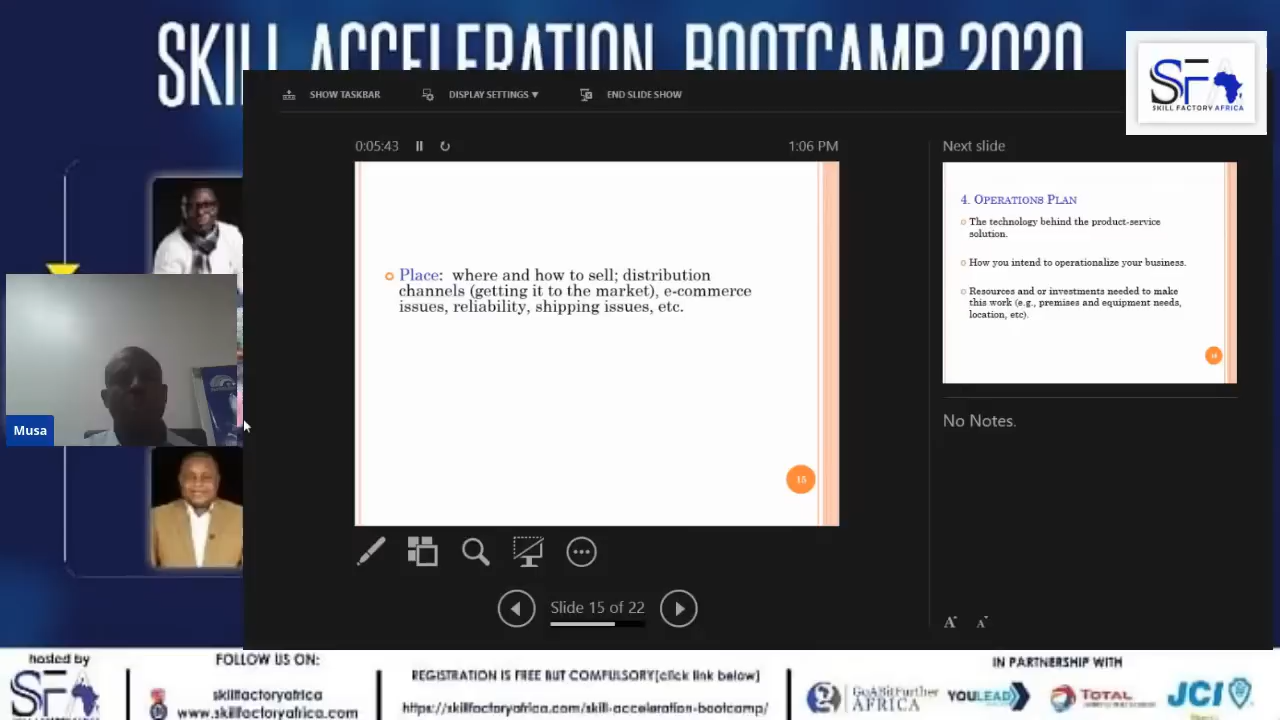 SKILL ACCELERATION BOOTCAMP 2020
SF
SKILL FACTORY AFRICA
SHOW TASKBAR
DISPLAY SETTINGS ▼
END SLIDE SHOW
0:05:43
1:06 PM
Next slide
Place: where and how to sell; distribution
channels (getting it to the market), e-commerce
issues, reliability, shipping issues, etc.
15
4. OPERATIONS PLAN
The technology behind the product-service
solution.
How you intend to operationalize your business.
Resources and or investments needed to make
this work (e.g., premises and equipment needs,
location, etc).
Musa
No Notes.
Slide 15 of 22
A A
hosted by
SF
FOLLOW US ON:
skillfactoryafrica
www.skillfactoryafrica.com
REGISTRATION IS FREE BUT COMPULSORY(click link below)
https://skillfactoryafrica.com/skill-acceleration-bootcamp/
IN PARTNERSHIP WITH
GoABitFurther
AFRICA
YOULEAD
TOTAL
JCI